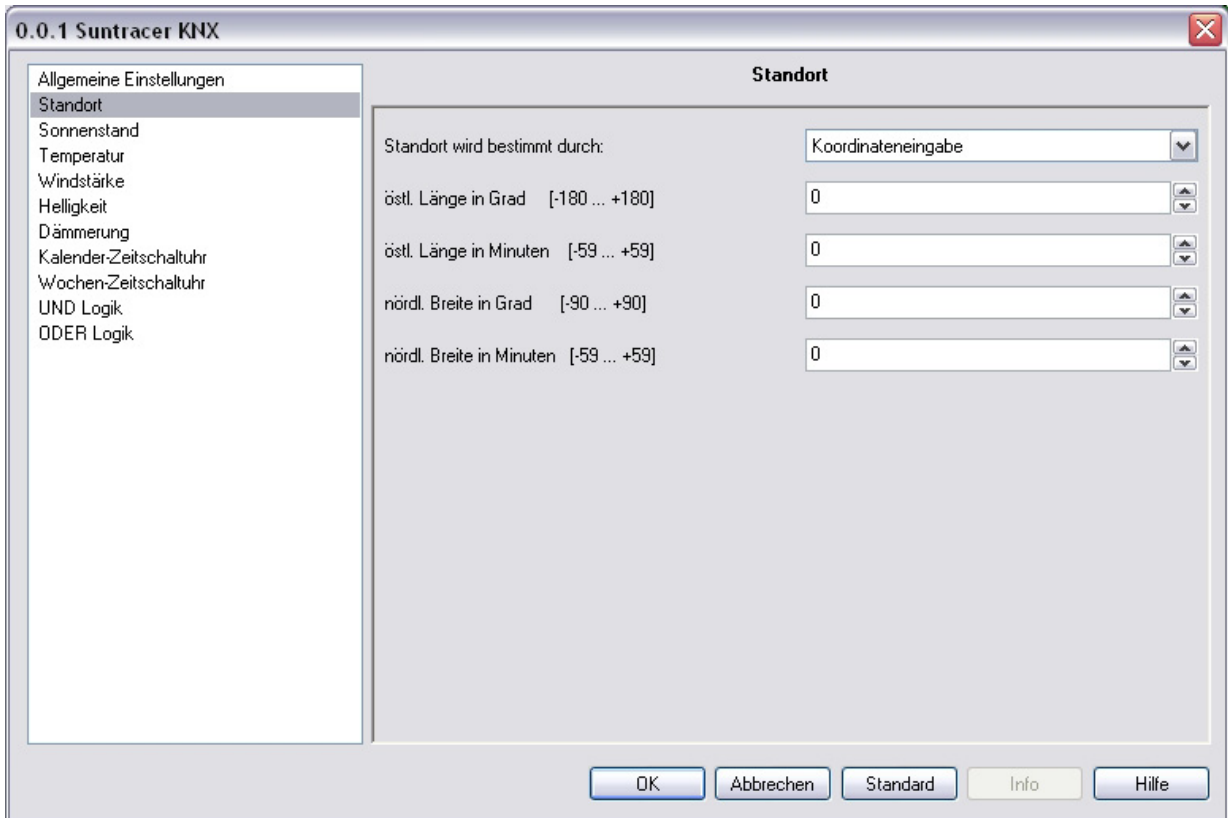 0.0.1 Suntracer KNX
Allgemeine Einstellungen
Standort
Sonnenstand
Temperatur
Windstärke
Helligkeit
Dämmerung
Kalender-Zeitschaltuhr
Wochen-Zeitschaltuhr
UND Logik
ODER Logik
Standort
Standort wird bestimmt durch: Koordinateneingabe
östl. Länge in Grad [-180 ... +180] 0
östl. Länge in Minuten [-59 ... +59] 0
nördl. Breite in Grad [-90 ... +90] 0
nördl. Breite in Minuten [-59 ... +59] 0
OK Abbrechen Standard Info Hilfe